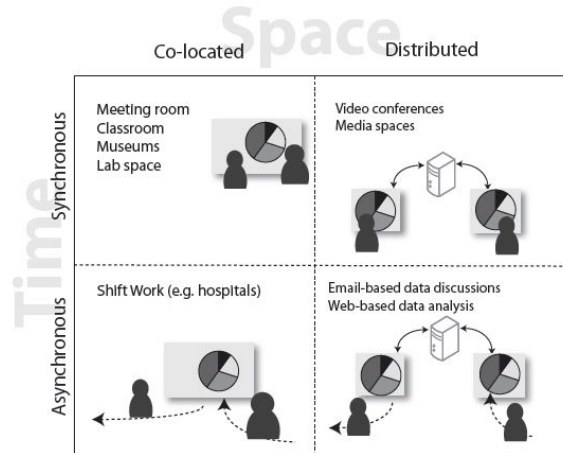 Space
Co-located
Distributed
Time
Synchronous
Meeting room
Classroom
Museums
Lab space
Video conferences
Media spaces
Asynchronous
Shift Work (e.g. hospitals)
Email-based data discussions
Web-based data analysis